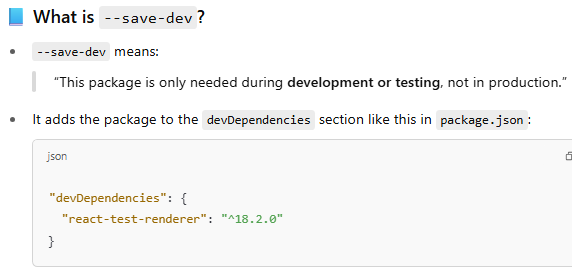 What is --save-dev?
--save-dev means:
“This package is only needed during development or testing, not in production.”
It adds the package to the devDependencies section like this in package.json:
json
"devDependencies": {
"react-test-renderer": "^18.2.0"
}